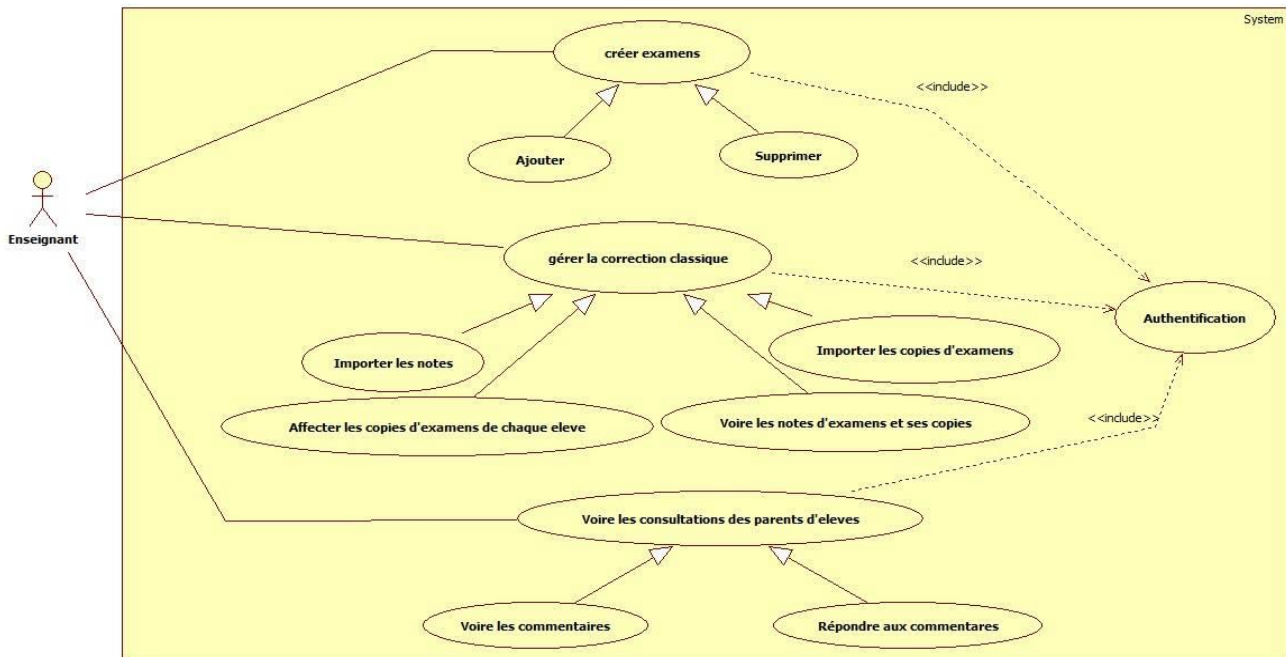 System
créer examens
<<include>>
Ajouter
Supprimer
Enseignant
gérer la correction classique
<<include>>
Authentification
Importer les notes
Importer les copies d'examens
Affecter les copies d'examens de chaque eleve
Voire les notes d'examens et ses copies
<<include>>
Voire les consultations des parents d'eleves
Voire les commentaires
Répondre aux commentares